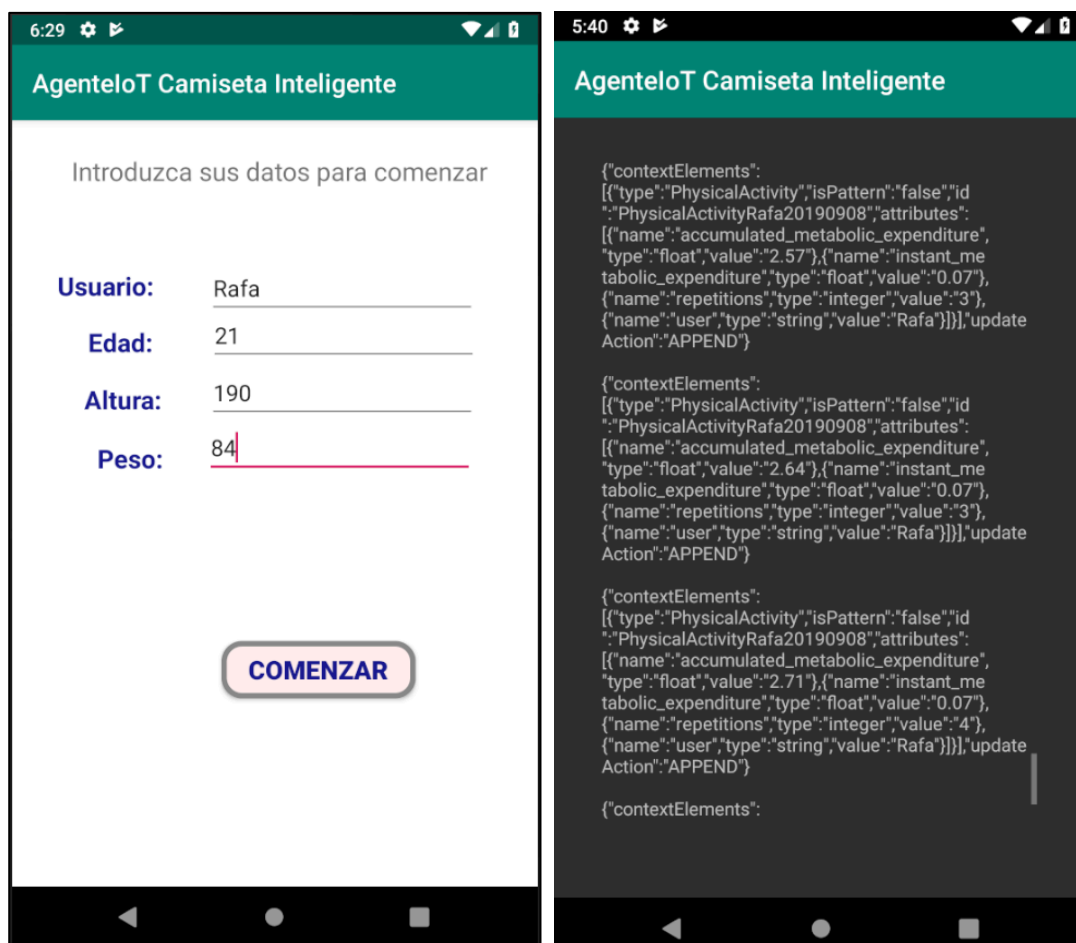 6:29
AgenteIoT Camiseta Inteligente
Introduzca sus datos para comenzar
Usuario: Rafa
Edad: 21
Altura: 190
Peso: 84
COMENZAR
5:40
AgenteIoT Camiseta Inteligente
{"contextElements":
[{"type":"PhysicalActivity","isPattern":"false","id
":"PhysicalActivityRafa20190908","attributes":
[{"name":"accumulated_metabolic_expenditure",
"type":"float","value":"2.57"},{"name":"instant_me
tabolic_expenditure","type":"float","value":"0.07"},
{"name":"repetitions","type":"integer","value":"3"},
{"name":"user","type":"string","value":"Rafa"}]}],"update
Action":"APPEND"}
{"contextElements":
[{"type":"PhysicalActivity","isPattern":"false","id
":"PhysicalActivityRafa20190908","attributes":
[{"name":"accumulated_metabolic_expenditure",
"type":"float","value":"2.64"},{"name":"instant_me
tabolic_expenditure","type":"float","value":"0.07"},
{"name":"repetitions","type":"integer","value":"3"},
{"name":"user","type":"string","value":"Rafa"}]}],"update
Action":"APPEND"}
{"contextElements":
[{"type":"PhysicalActivity","isPattern":"false","id
":"PhysicalActivityRafa20190908","attributes":
[{"name":"accumulated_metabolic_expenditure",
"type":"float","value":"2.71"},{"name":"instant_me
tabolic_expenditure","type":"float","value":"0.07"},
{"name":"repetitions","type":"integer","value":"4"},
{"name":"user","type":"string","value":"Rafa"}]}],"update
Action":"APPEND"}
{"contextElements":